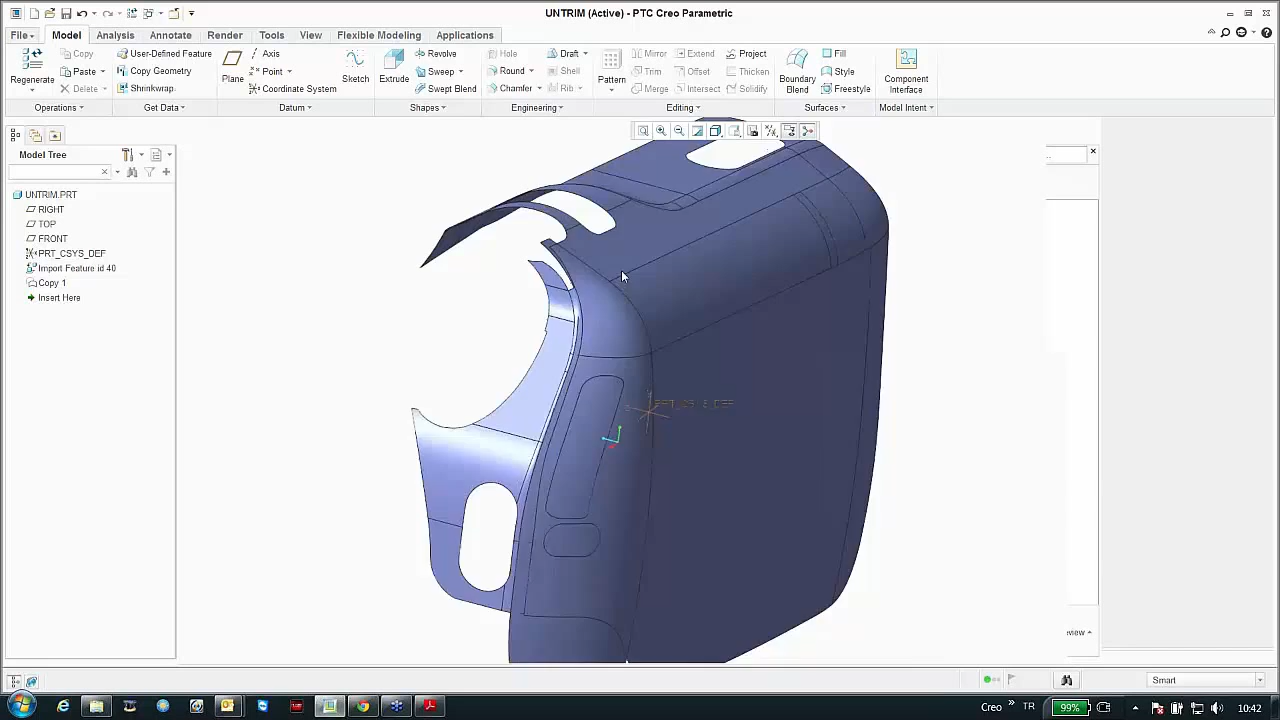 UNTRIM (Active) - PTC Creo Parametric
File
Model
Analysis
Annotate
Render
Tools
View
Flexible Modeling
Applications
Regenerate
Copy
Paste
Delete
User-Defined Feature
Copy Geometry
Shrinkwrap
Plane
Axis
Point
Coordinate System
Sketch
Extrude
Revolve
Sweep
Swept Blend
Hole
Round
Chamfer
Draft
Shell
Rib
Pattern
Mirror
Trim
Merge
Extend
Offset
Intersect
Project
Thicken
Solidify
Boundary Blend
Fill
Style
Freestyle
Component Interface
Operations
Get Data
Datum
Shapes
Engineering
Editing
Surfaces
Model Intent
Model Tree
UNTRIM.PRT
RIGHT
TOP
FRONT
PRT_CSYS_DEF
Import Feature id 40
Copy 1
Insert Here
Smart
Creo
TR
99%
10:42